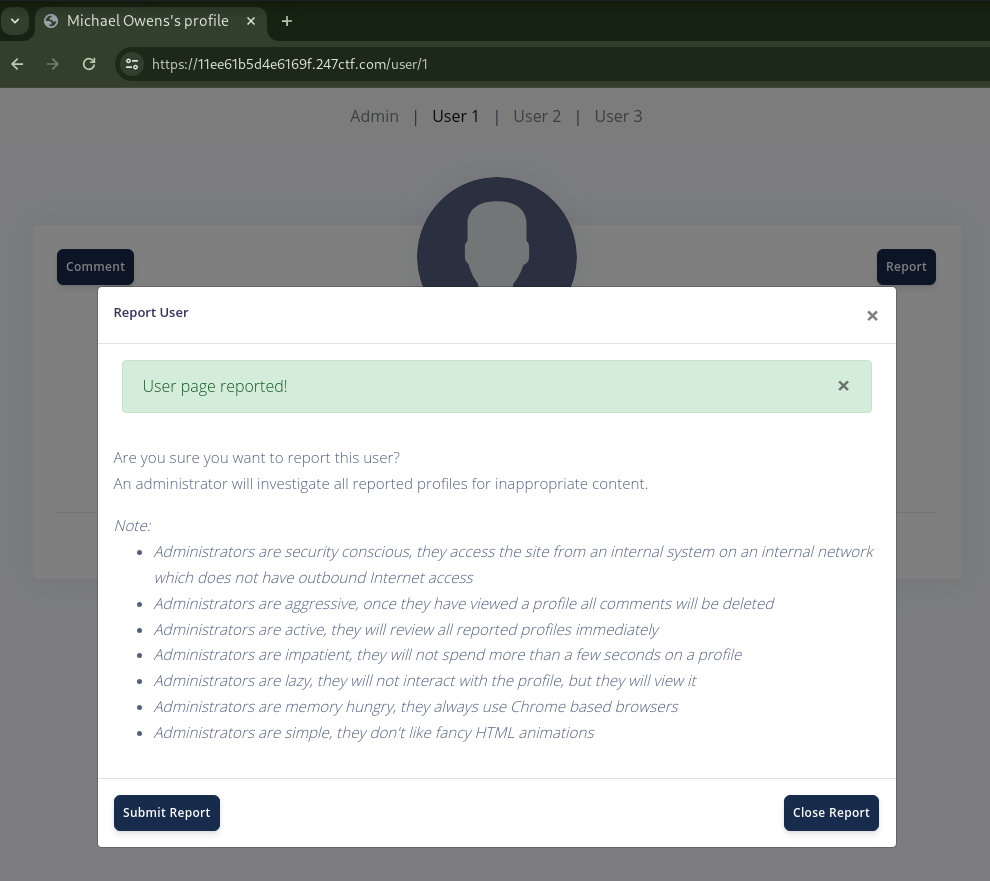 Michael Owens's profile
https://11ee61b5d4e6169f.247ctf.com/user/1
Admin | User 1 | User 2 | User 3
Comment
Report
Report User
User page reported!
Are you sure you want to report this user?
An administrator will investigate all reported profiles for inappropriate content.
Note:
Administrators are security conscious, they access the site from an internal system on an internal network
which does not have outbound Internet access
Administrators are aggressive, once they have viewed a profile all comments will be deleted
Administrators are active, they will review all reported profiles immediately
Administrators are impatient, they will not spend more than a few seconds on a profile
Administrators are lazy, they will not interact with the profile, but they will view it
Administrators are memory hungry, they always use Chrome based browsers
Administrators are simple, they don't like fancy HTML animations
Submit Report
Close Report